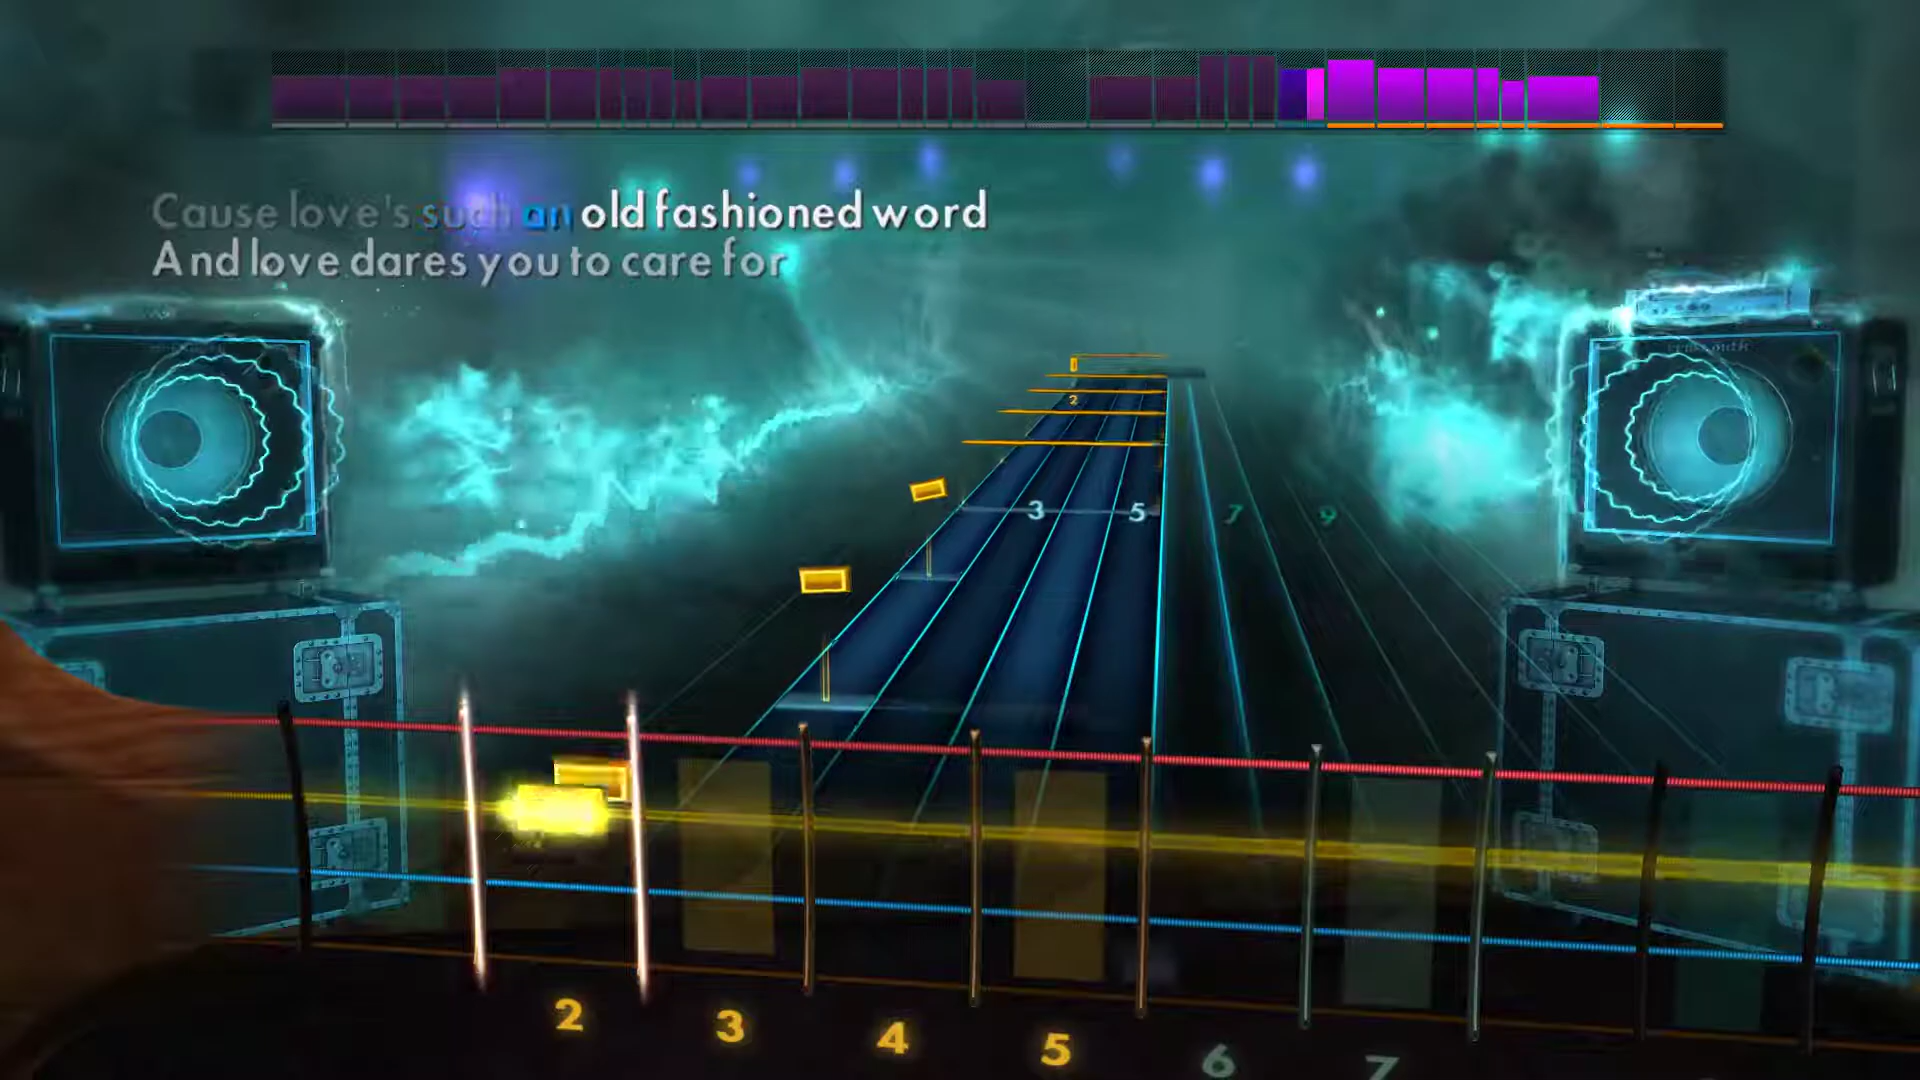 Cause love's such an old fashioned word
And love dares you to care for
2
3 5 7 9
2 3 4 5 6 7